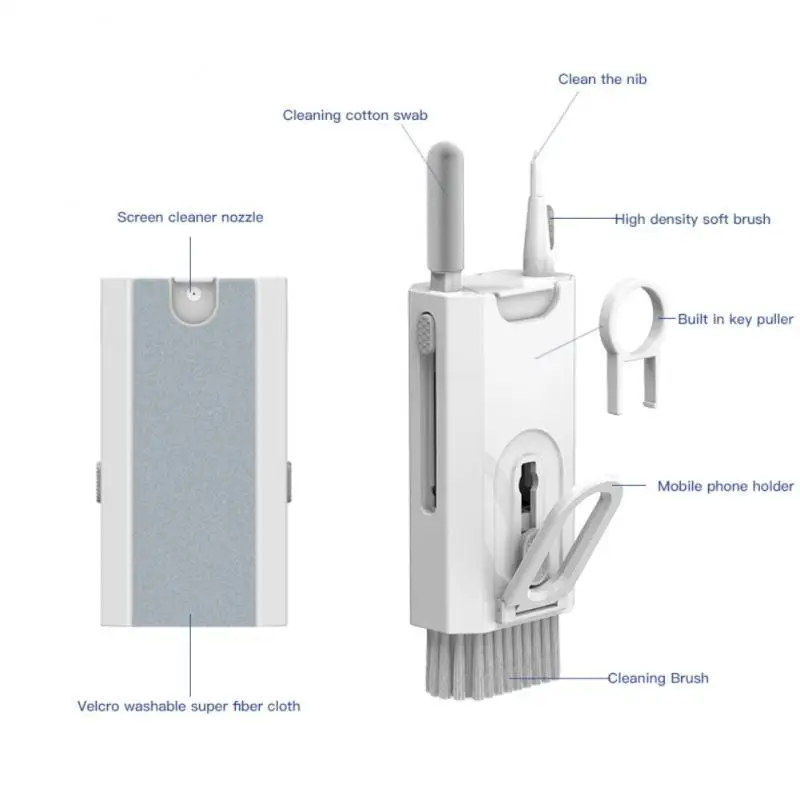 Clean the nib
Cleaning cotton swab
Screen cleaner nozzle
High density soft brush
Built in key puller
Mobile phone holder
Cleaning Brush
Velcro washable super fiber cloth